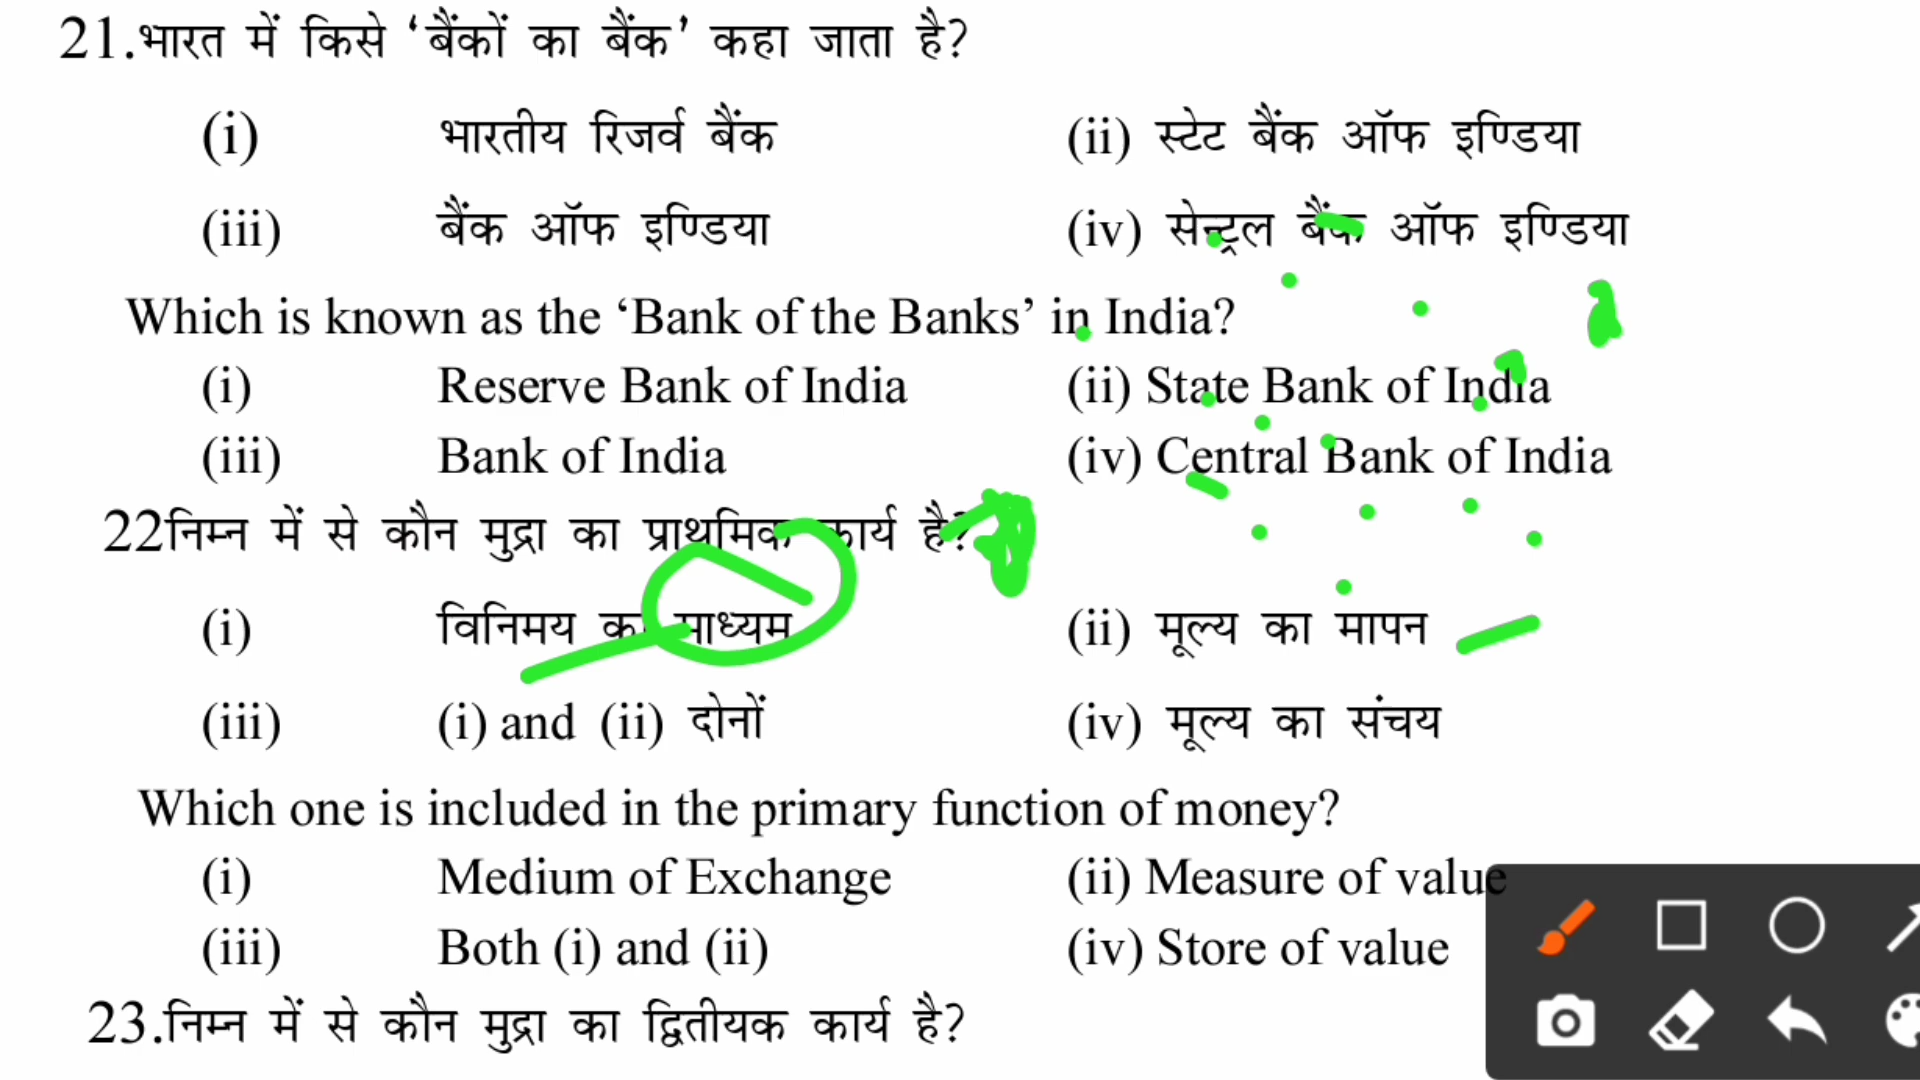 21.भारत में किसे ‘बैंकों का बैंक’ कहा जाता है?
(i) भारतीय रिजर्व बैंक (ii) स्टेट बैंक ऑफ इण्डिया
(iii) बैंक ऑफ इण्डिया (iv) सेन्ट्रल बैंक ऑफ इण्डिया
Which is known as the ‘Bank of the Banks’ in India?
(i) Reserve Bank of India (ii) State Bank of India
(iii) Bank of India (iv) Central Bank of India
22निम्न में से कौन मुद्रा का प्राथमिक कार्य है?
(i) विनिमय का माध्यम (ii) मूल्य का मापन
(iii) (i) and (ii) दोनों (iv) मूल्य का संचय
Which one is included in the primary function of money?
(i) Medium of Exchange (ii) Measure of value
(iii) Both (i) and (ii) (iv) Store of value
23.निम्न में से कौन मुद्रा का द्वितीयक कार्य है?